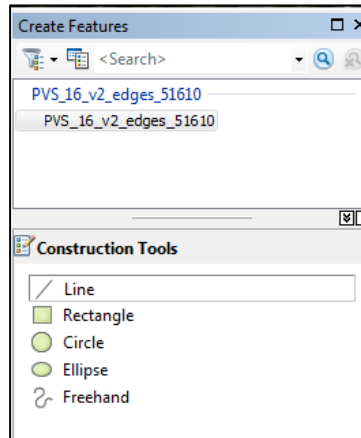 Create Features
<Search>
PVS_16_v2_edges_51610
PVS_16_v2_edges_51610
Construction Tools
Line
Rectangle
Circle
Ellipse
Freehand